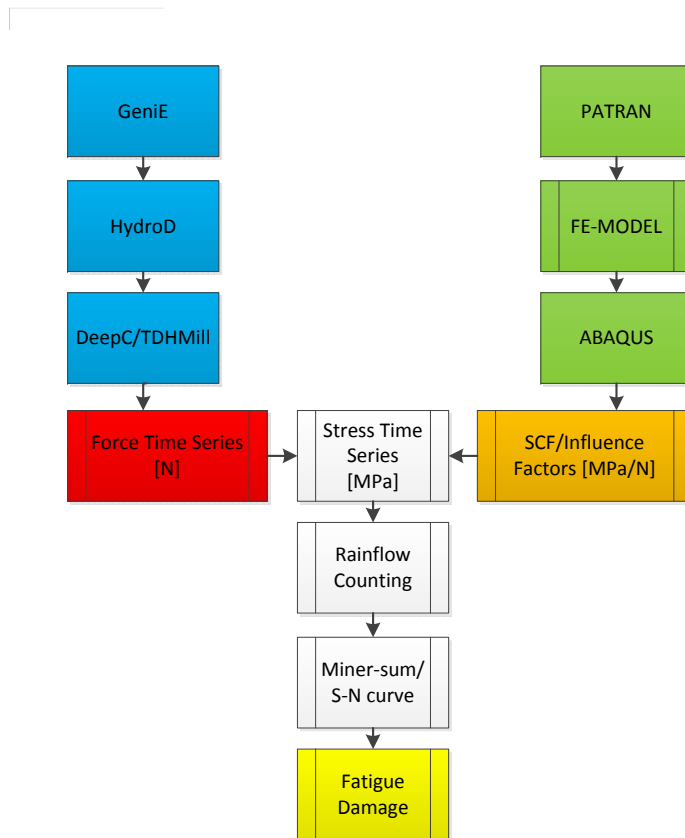 GeniE
PATRAN
HydroD
FE-MODEL
DeepC/TDHMill
ABAQUS
Force Time Series
[N]
Stress Time
Series
[MPa]
SCF/Influence
Factors [MPa/N]
Rainflow
Counting
Miner-sum/
S-N curve
Fatigue
Damage